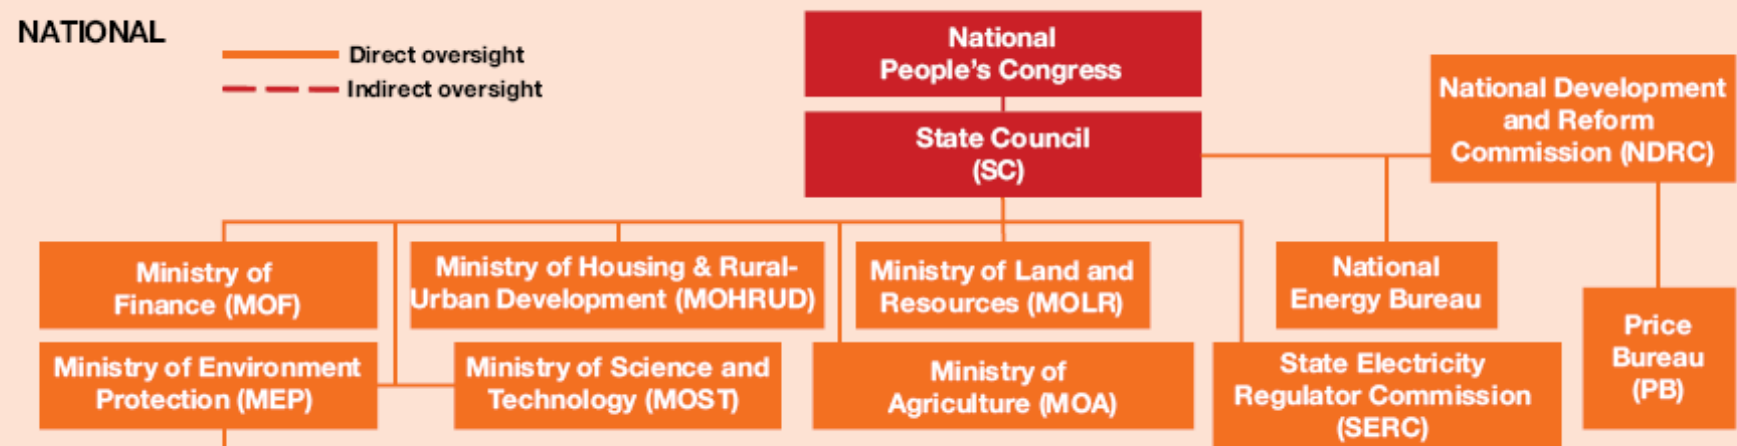 NATIONAL
Direct oversight
Indirect oversight
National
People's Congress
State Council
(SC)
National Development
and Reform
Commission (NDRC)
Ministry of
Finance (MOF)
Ministry of Housing & Rural-
Urban Development (MOHRUD)
Ministry of Land and
Resources (MOLR)
National
Energy Bureau
Price
Bureau
(PB)
Ministry of Environment
Protection (MEP)
Ministry of Science and
Technology (MOST)
Ministry of
Agriculture (MOA)
State Electricity
Regulator Commission
(SERC)